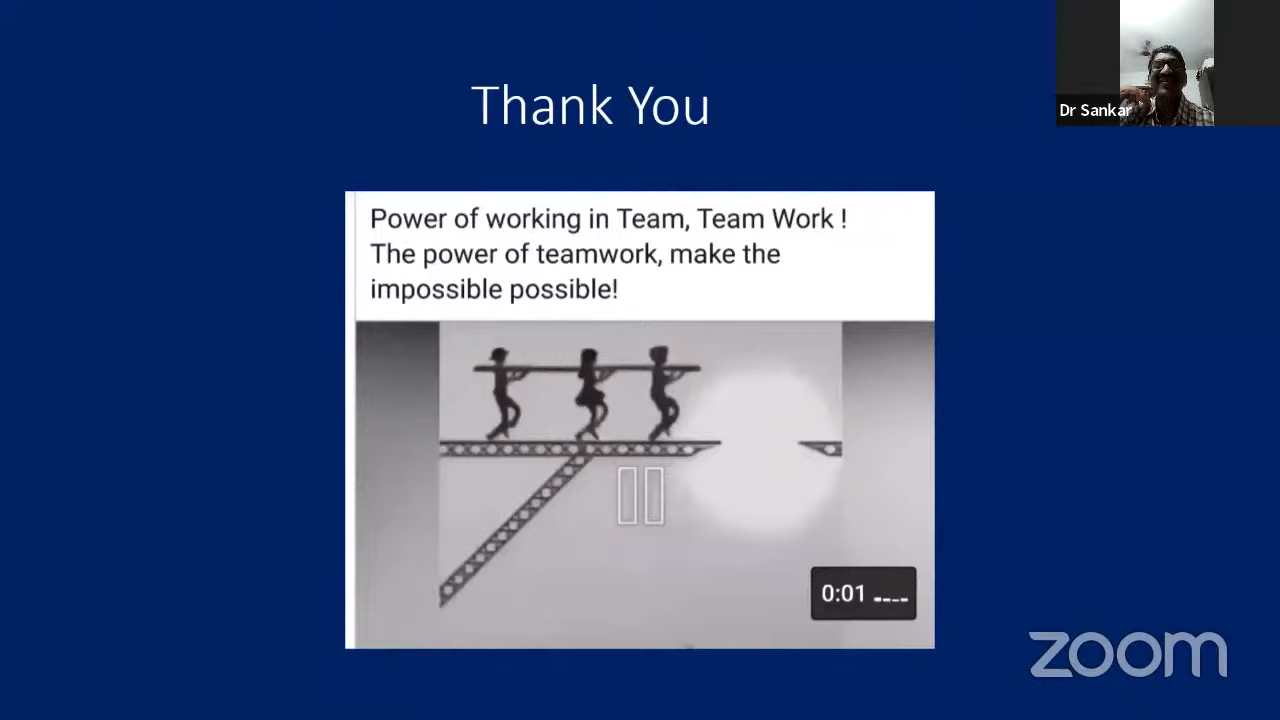 Thank You
Dr Sankar
Power of working in Team, Team Work !
The power of teamwork, make the
impossible possible!
0:01
zoom